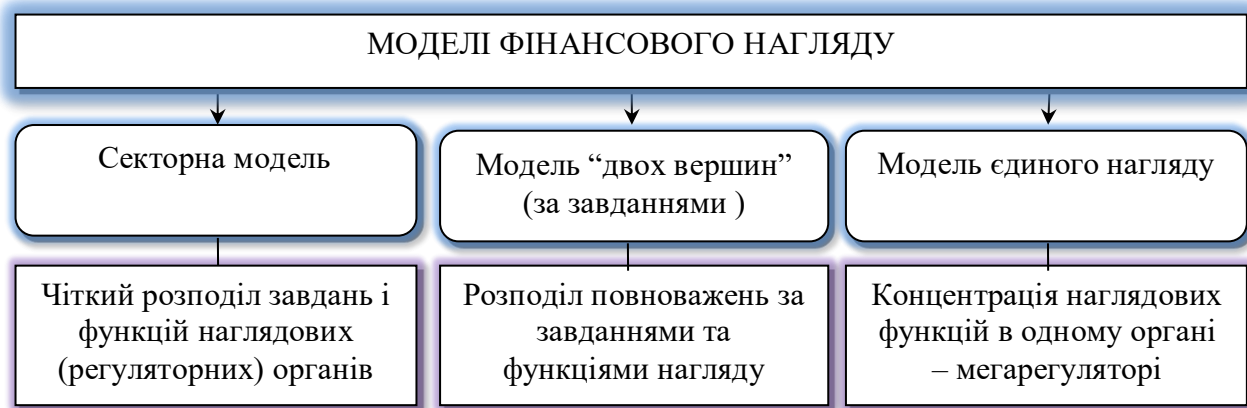 МОДЕЛІ ФІНАНСОВОГО НАГЛЯДУ
Секторна модель
Модель “двох вершин”
(за завданнями )
Модель єдиного нагляду
Чіткий розподіл завдань і
функцій наглядових
(регуляторних) органів
Розподіл повноважень за
завданнями та
функціями нагляду
Концентрація наглядових
функцій в одному органі
– мегарегуляторі